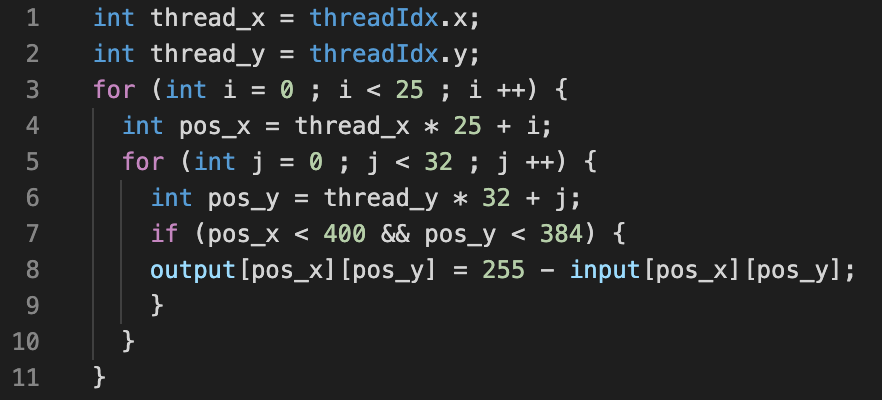 1 int thread_x = threadIdx.x;
2 int thread_y = threadIdx.y;
3 for (int i = 0 ; i < 25 ; i ++) {
4 int pos_x = thread_x * 25 + i;
5 for (int j = 0 ; j < 32 ; j ++) {
6 int pos_y = thread_y * 32 + j;
7 if (pos_x < 400 && pos_y < 384) {
8 output[pos_x][pos_y] = 255 - input[pos_x][pos_y];
9 }
10 }
11 }